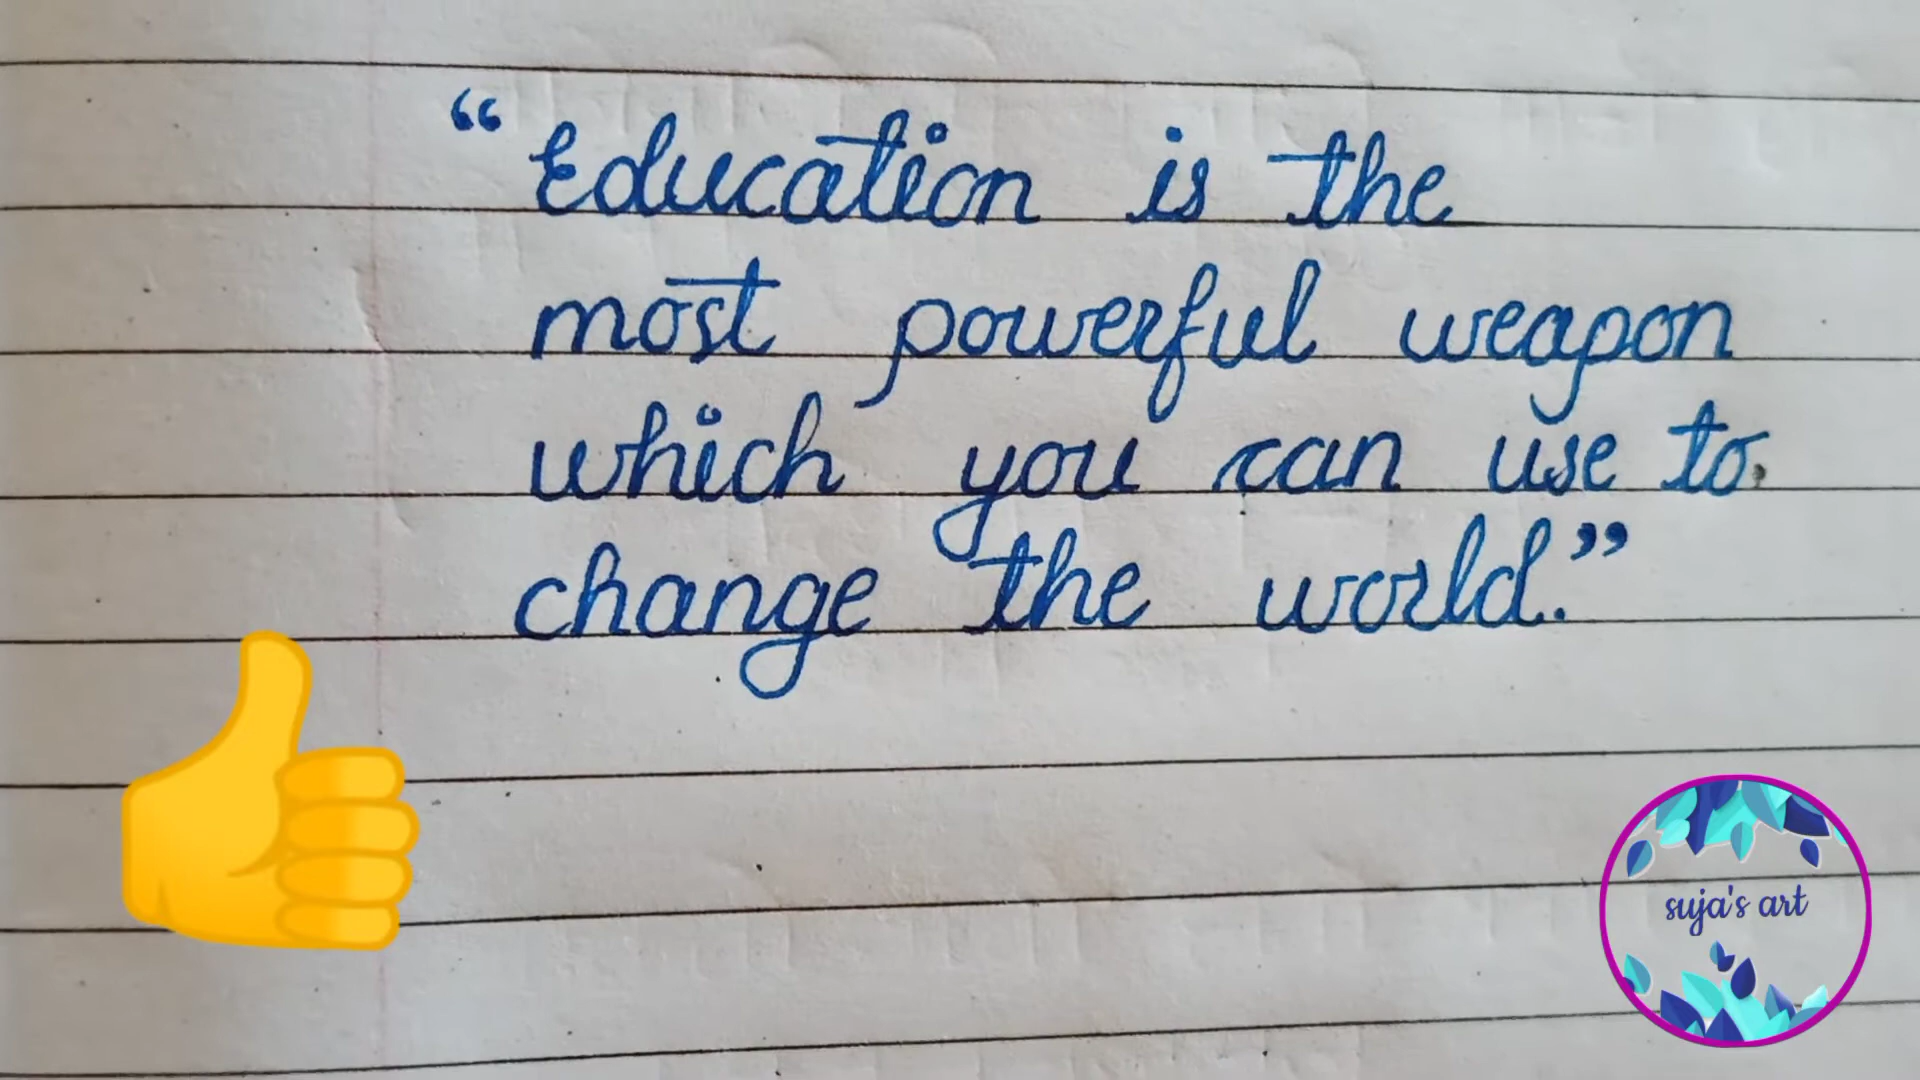 “Education is the
most powerful weapon
which you can use to
change the world.”
suja's art